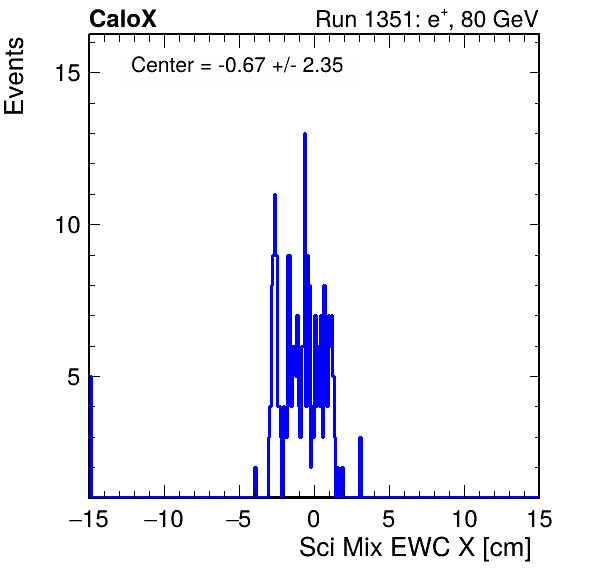 CaloX Run 1351: e⁺, 80 GeV
Events
Center = -0.67 +/- 2.35
15
10
5
−15 −10 −5 0 5 10 15
Sci Mix EWC X [cm]